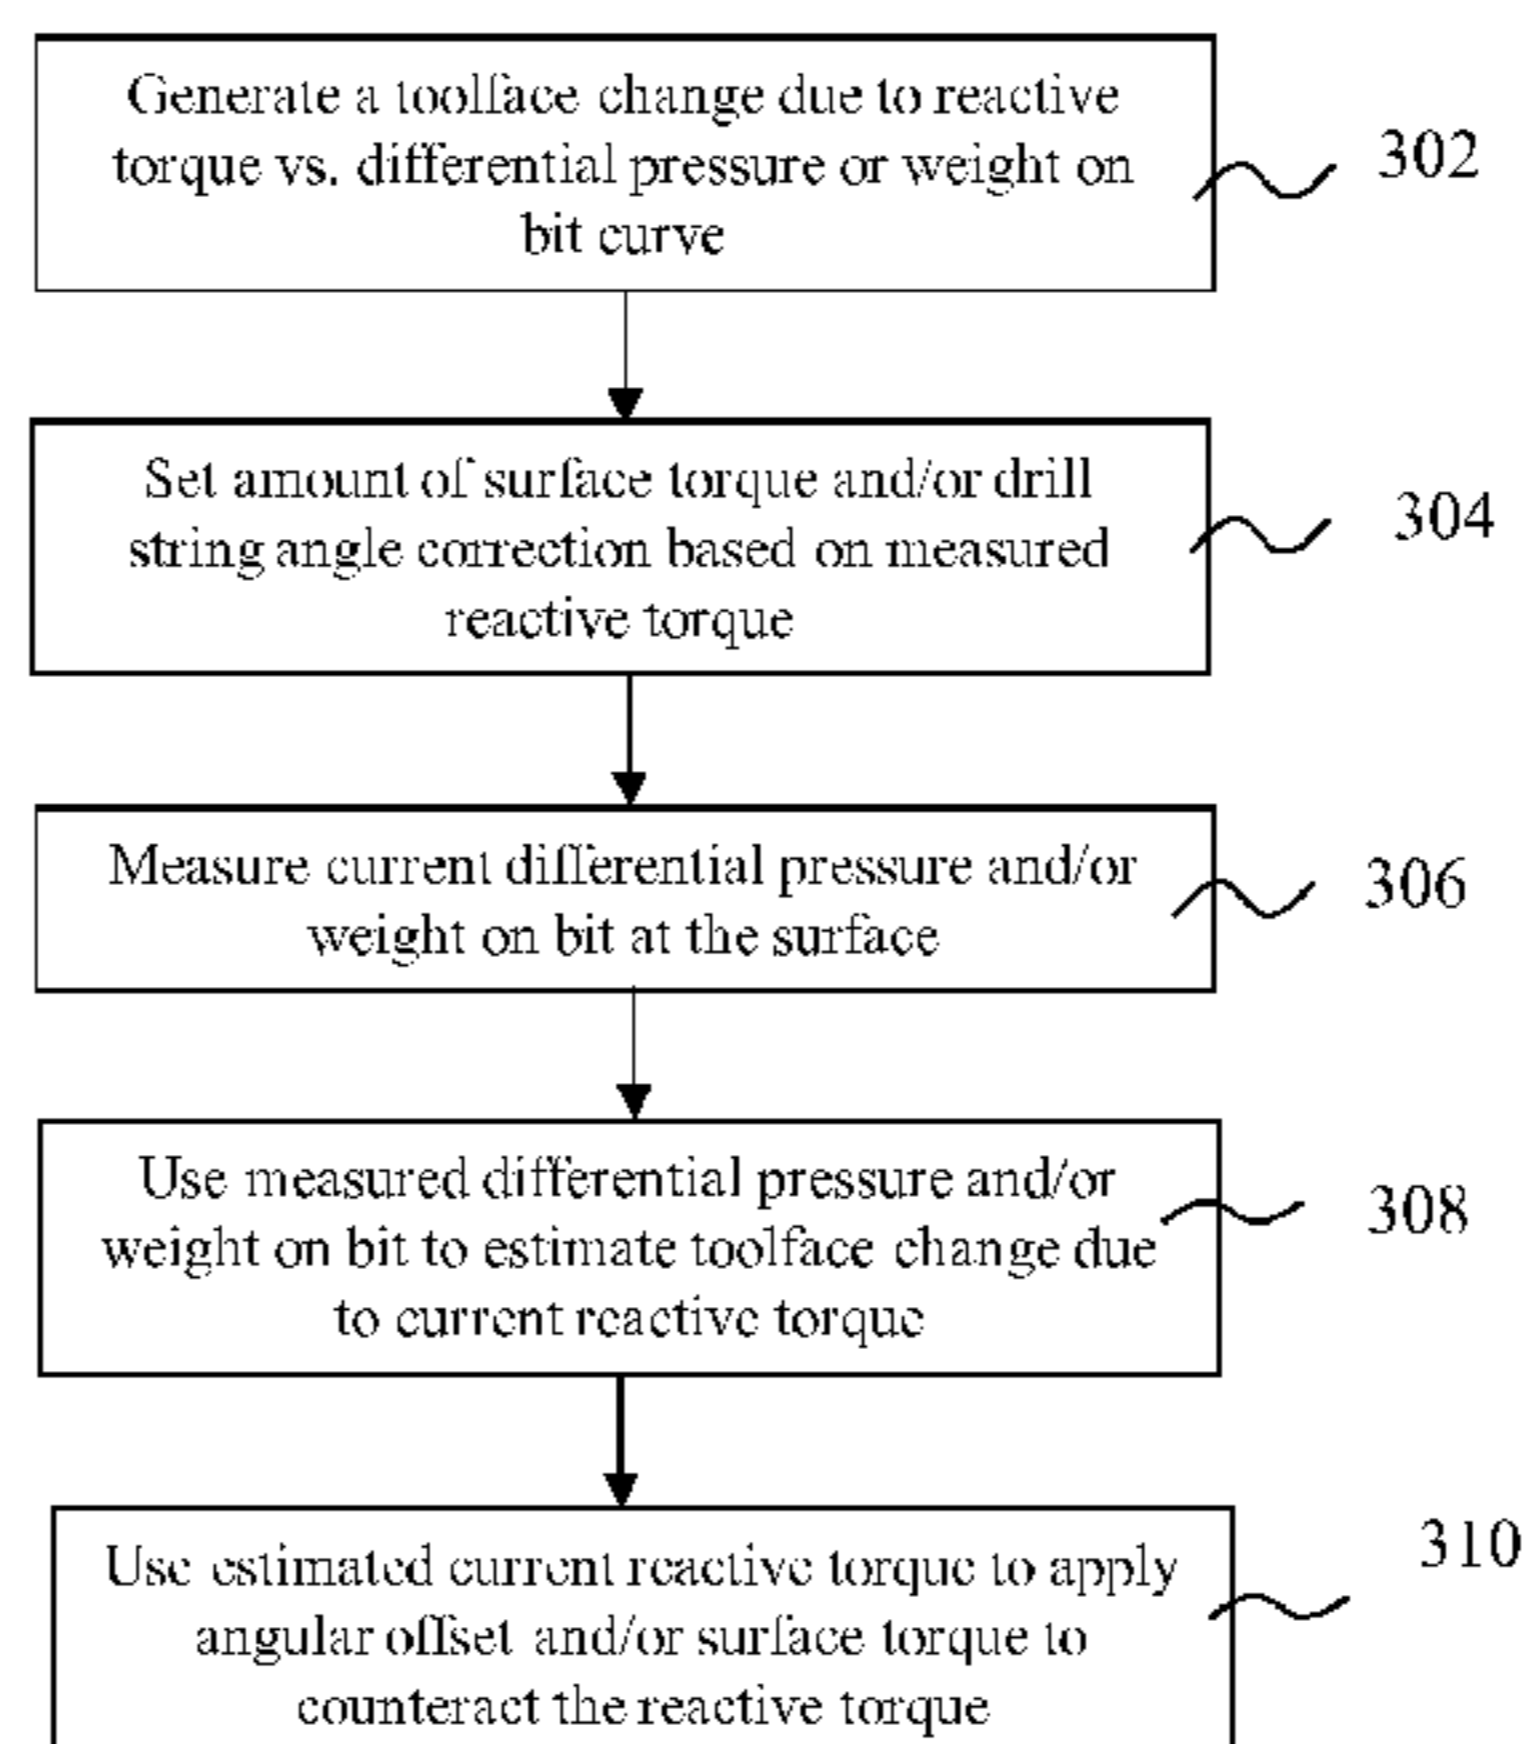 Generate a toolface change due to reactive
torque vs. differential pressure or weight on
bit curve
302
Set amount of surface torque and/or drill
string angle correction based on measured
reactive torque
304
Measure current differential pressure and/or
weight on bit at the surface
306
Use measured differential pressure and/or
weight on bit to estimate toolface change due
to current reactive torque
308
Use estimated current reactive torque to apply
angular offset and/or surface torque to
counteract the reactive torque
310